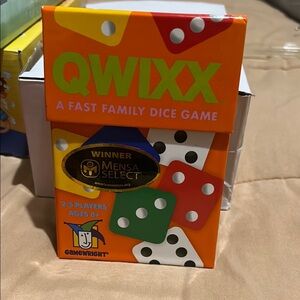 QWIXX
A FAST FAMILY DICE GAME
WINNER
MENSA
SELECT
2-5 PLAYERS
AGES 8+
GAMEWRIGHT